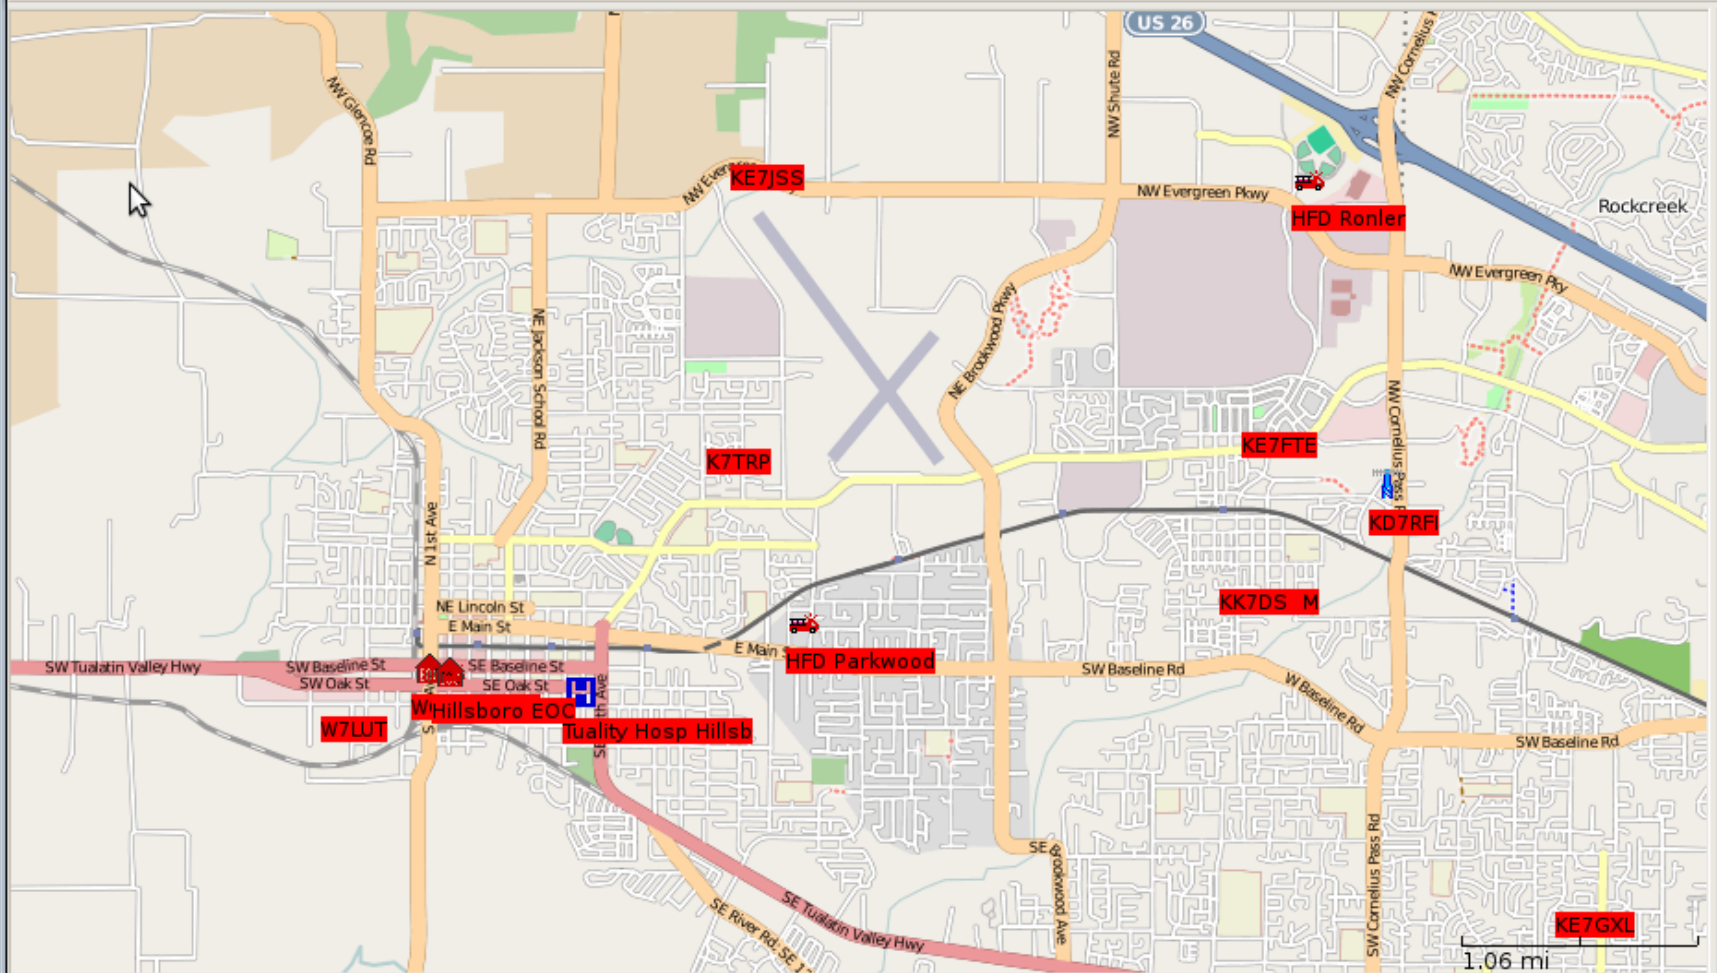 US 26
NW Cornelius
NW Glencoe Rd
NW Shute Rd
KE7JSS
NW Evergreen Pkwy
HFD Ronler
Rockcreek
NW Evergreen Pky
NE Brookwood Pkwy
NE Jackson School Rd
NW Cornelius Pass
K7TRP
KE7FTE
KD7RFI
N 1st Ave
KK7DS M
NE Lincoln St
E Main St
E Main
HFD Parkwood
SW Tualatin Valley Hwy
SW Baseline St
SE Baseline St
SW Baseline Rd
SW Oak St
SE Oak St
W Baseline Rd
H
Hillsboro EOC
W7LUT
Tuality Hosp Hillsb
SW Baseline Rd
SE Brookwood Ave
SW Cornelius Pass Rd
SE River Rd;
SE Tualatin Valley Hwy
KE7GXL
1.06 mi